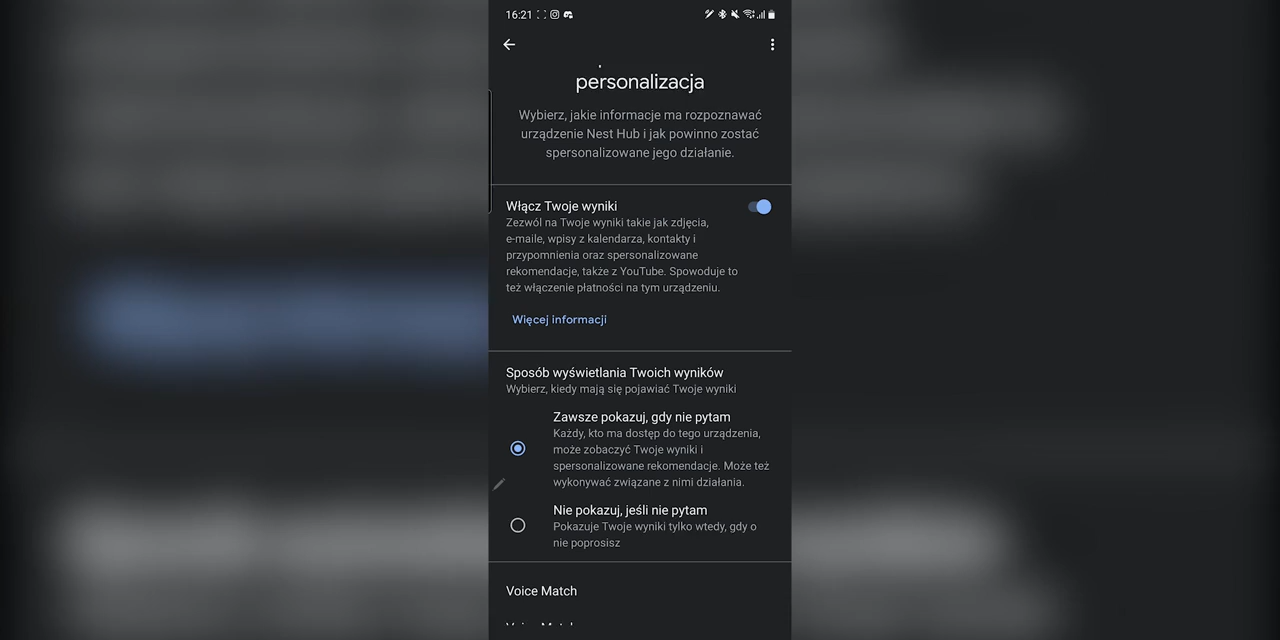 16:21
personalizacja
Wybierz, jakie informacje ma rozpoznawać
urządzenie Nest Hub i jak powinno zostać
spersonalizowane jego działanie.
Włącz Twoje wyniki
Zezwól na Twoje wyniki takie jak zdjęcia,
e-maile, wpisy z kalendarza, kontakty i
przypomnienia oraz spersonalizowane
rekomendacje, także z YouTube. Spowoduje to
też włączenie płatności na tym urządzeniu.
Więcej informacji
Sposób wyświetlania Twoich wyników
Wybierz, kiedy mają się pojawiać Twoje wyniki
Zawsze pokazuj, gdy nie pytam
Każdy, kto ma dostęp do tego urządzenia,
może zobaczyć Twoje wyniki i
spersonalizowane rekomendacje. Może też
wykonywać związane z nimi działania.
Nie pokazuj, jeśli nie pytam
Pokazuje Twoje wyniki tylko wtedy, gdy o
nie poprosisz
Voice Match